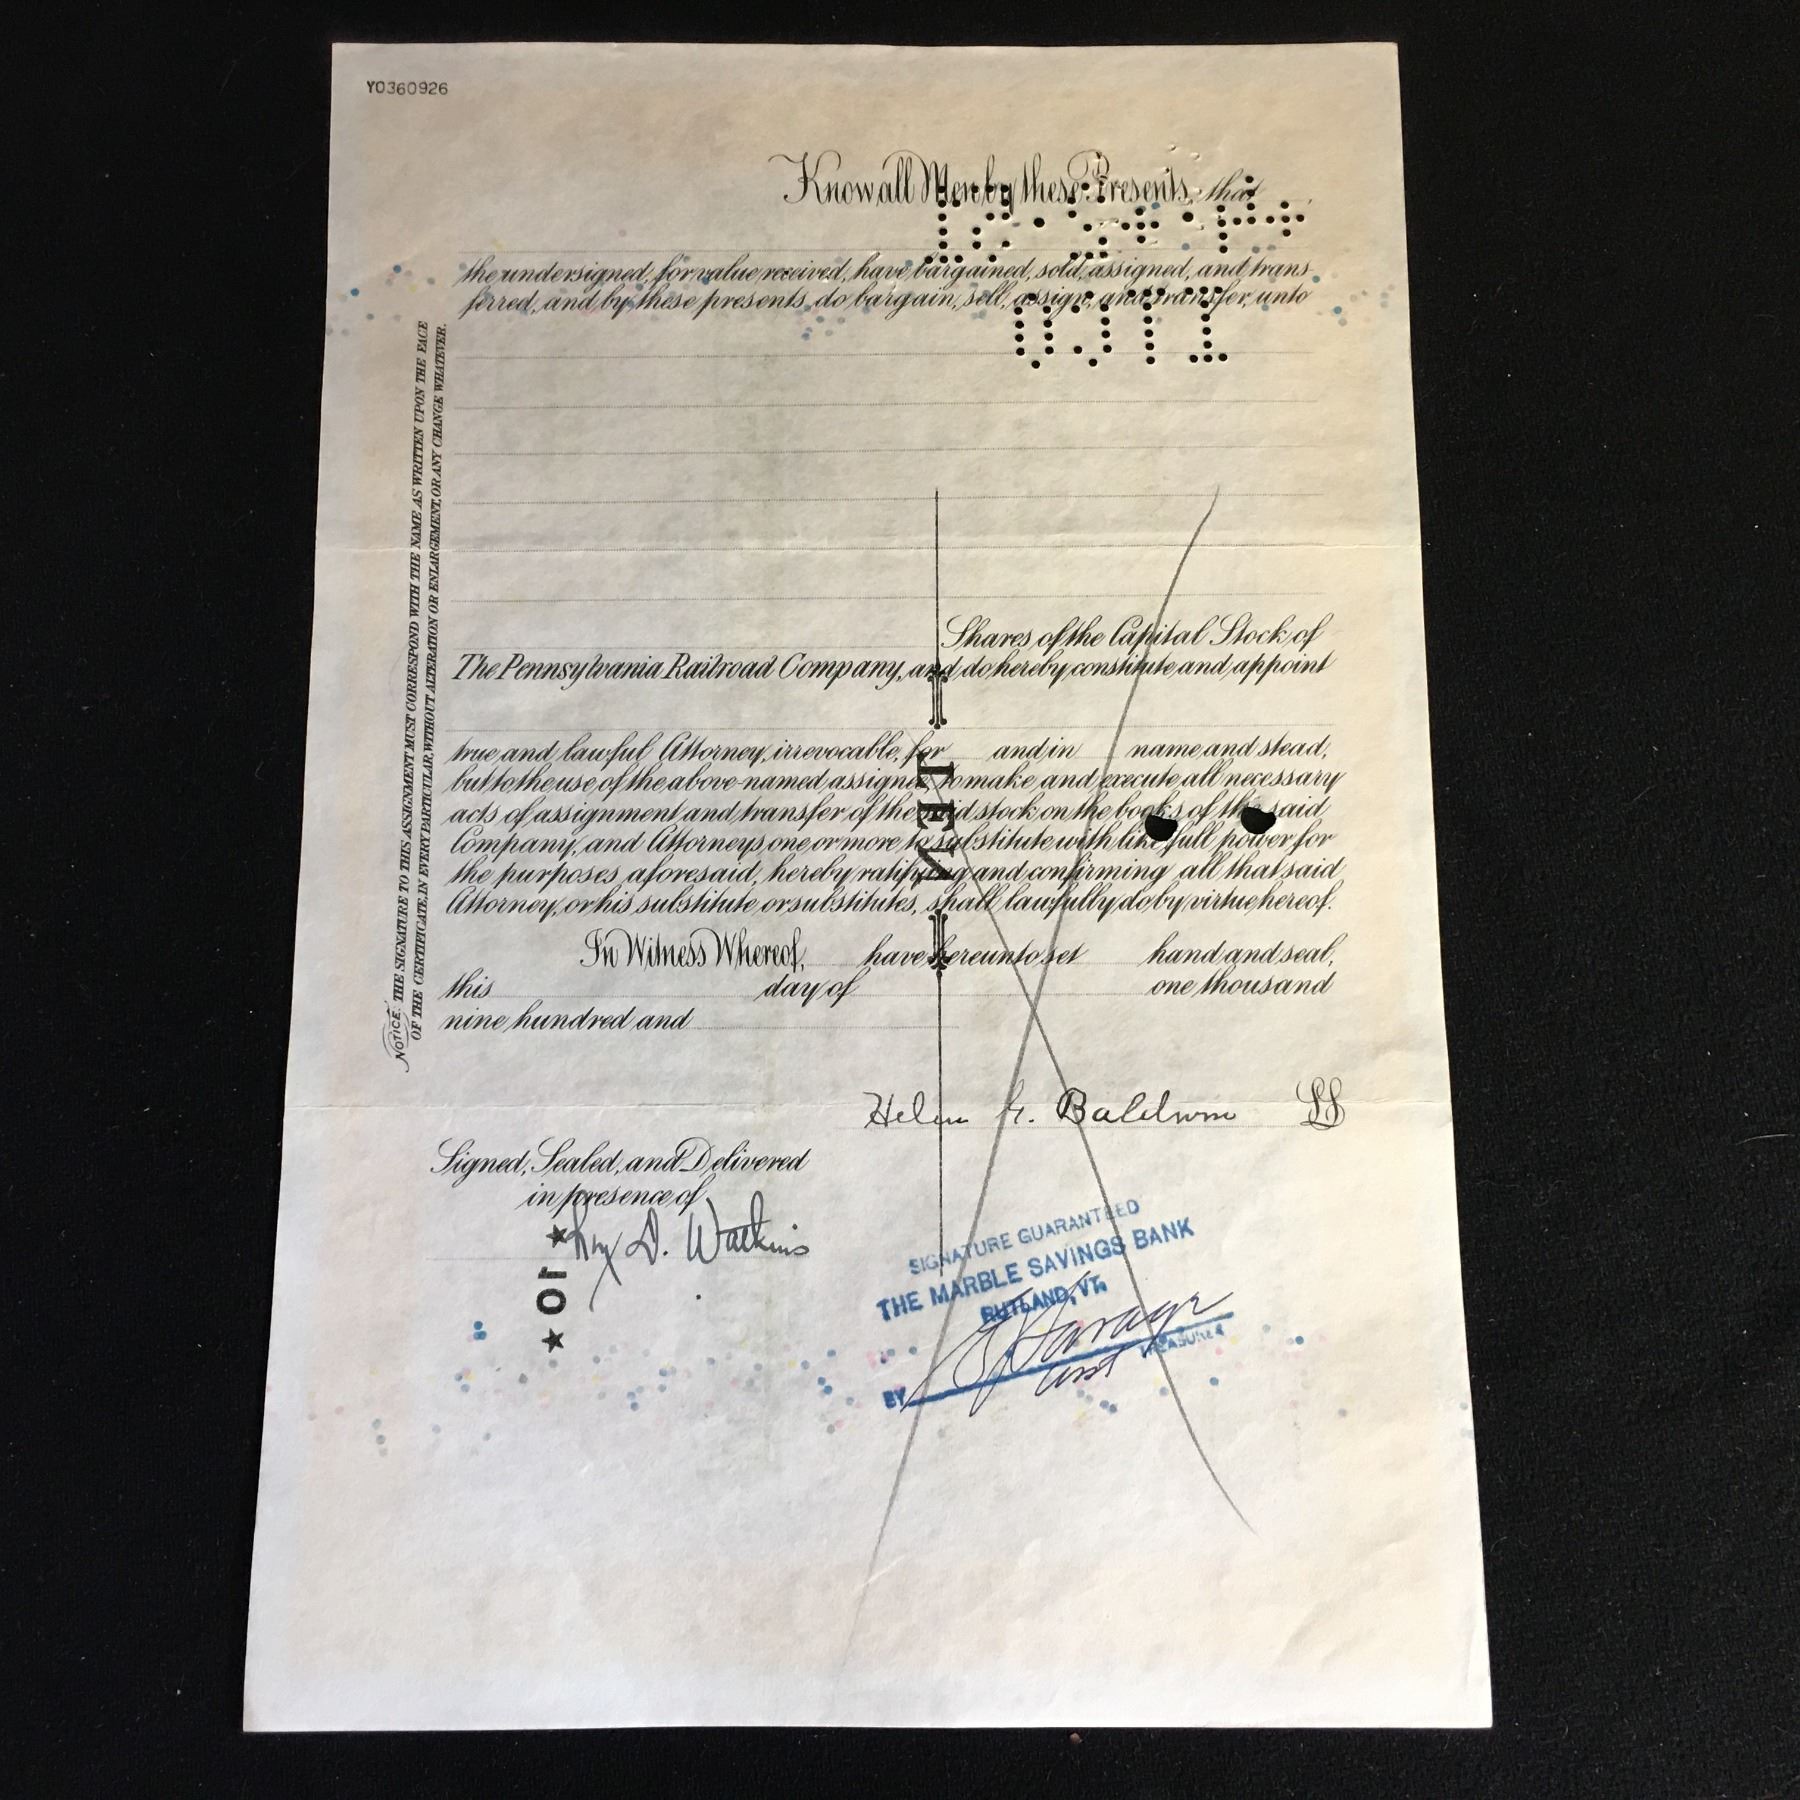 YO360926
Know all Men by these Presents, that
the undersigned, for value received, have bargained, sold, assigned, and trans-
ferred, and by these presents, do bargain, sell, assign, and transfer, unto
Shares of the Capital Stock of
The Pennsylvania Railroad Company, and do hereby constitute and appoint
true and lawful Attorney, irrevocable, for and in name and stead,
but to the use of the above-named assignee, to make and execute all necessary
acts of assignment and transfer of the said stock on the books of the said
Company, and Attorneys one or more to substitute with like full power for
the purposes aforesaid, hereby ratifying and confirming all that said
Attorney, or his substitute or substitutes, shall lawfully do by virtue hereof.
In Witness Whereof, have hereunto set hand and seal,
this day of one thousand
nine hundred and
Helen G. Baldwin LS
Signed, Sealed, and Delivered
in presence of
D. Watkins
★ 10 ★
SIGNATURE GUARANTEED
THE MARBLE SAVINGS BANK
RUTLAND, VT.
BY Asst TREASURER
NOTICE: THE SIGNATURE TO THIS ASSIGNMENT MUST CORRESPOND WITH THE NAME AS WRITTEN UPON THE FACE
OF THE CERTIFICATE, IN EVERY PARTICULAR, WITHOUT ALTERATION OR ENLARGEMENT, OR ANY CHANGE WHATEVER.